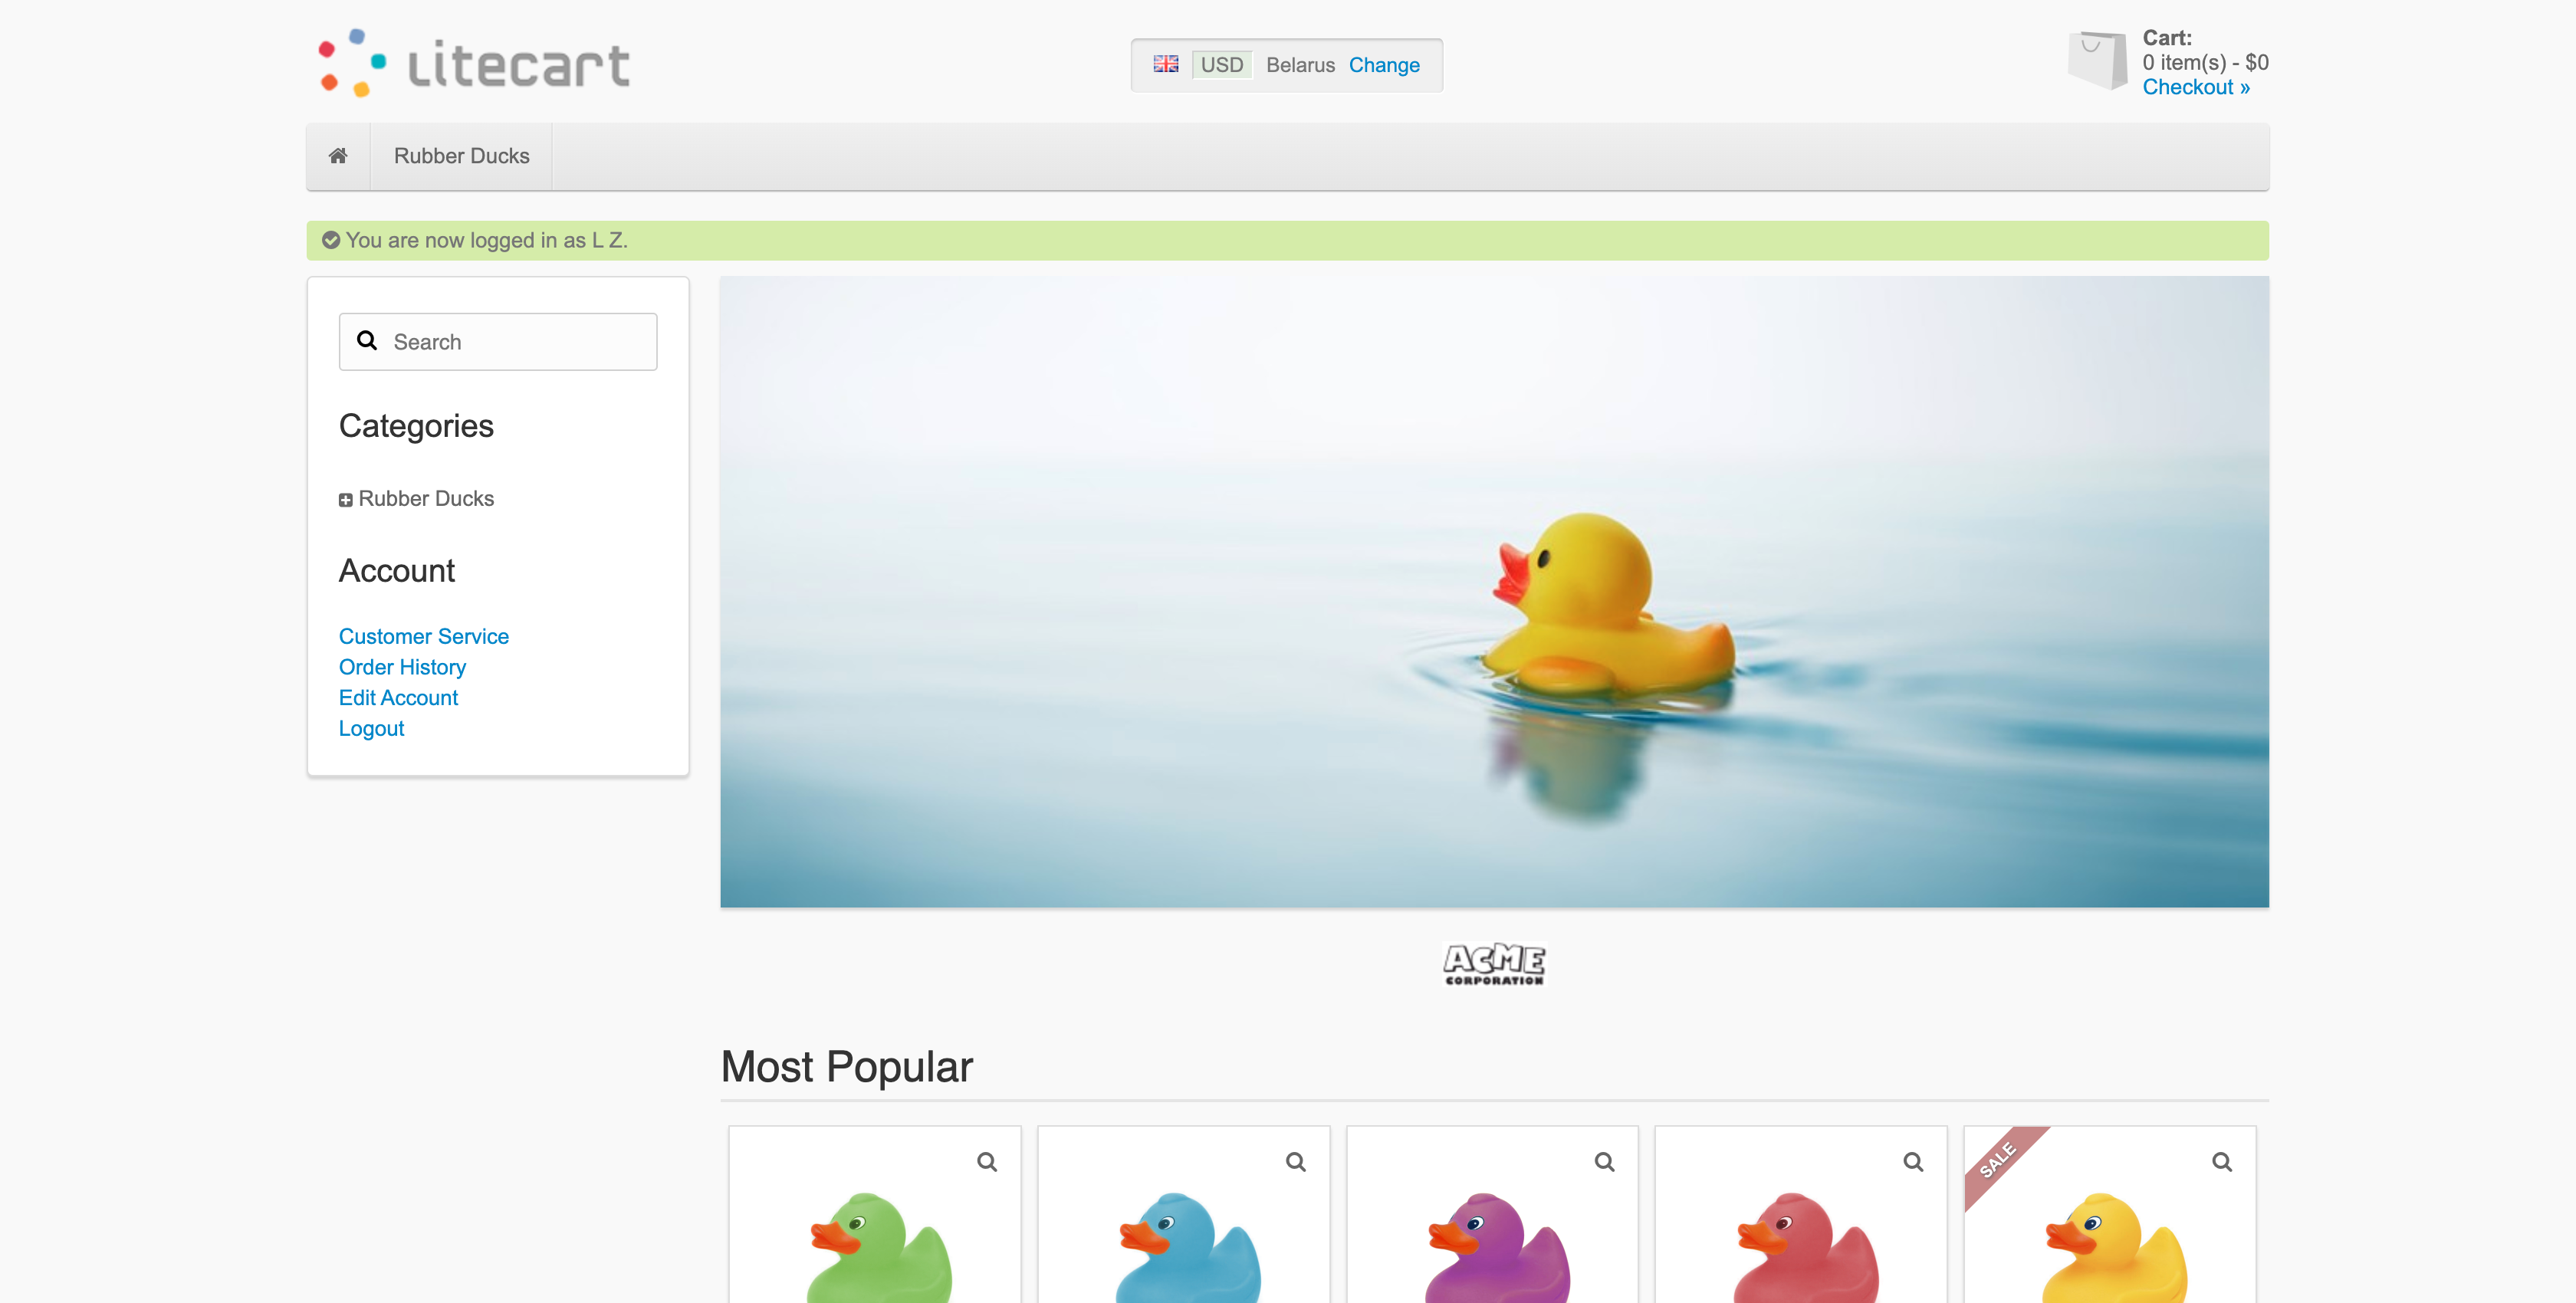 Litecart
USD Belarus Change
Cart:
0 item(s) - $0
Checkout »
Rubber Ducks
You are now logged in as L Z.
Search
Categories
Rubber Ducks
Account
Customer Service
Order History
Edit Account
Logout
ACME
CORPORATION
Most Popular
SALE